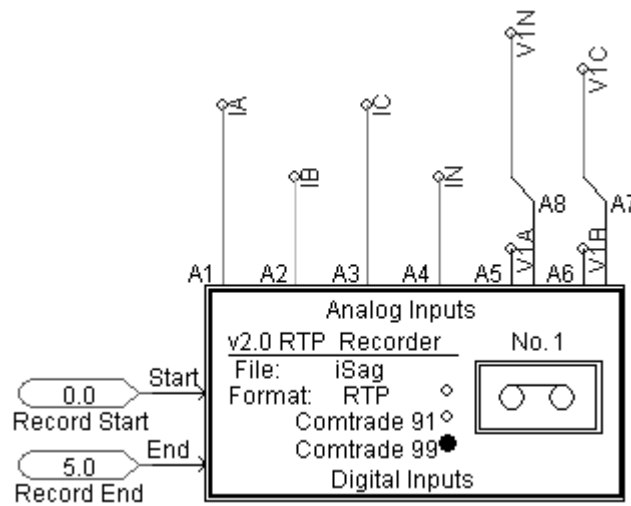 V1N
V1C
IA
IC
IB
IN
A8
A7
V1A
V1B
A1
A2
A3
A4
A5
A6
Analog Inputs
v2.0 RTP Recorder
No. 1
File: iSag
Format: RTP
Comtrade 91
Comtrade 99
Digital Inputs
Start
0.0
Record Start
End
5.0
Record End